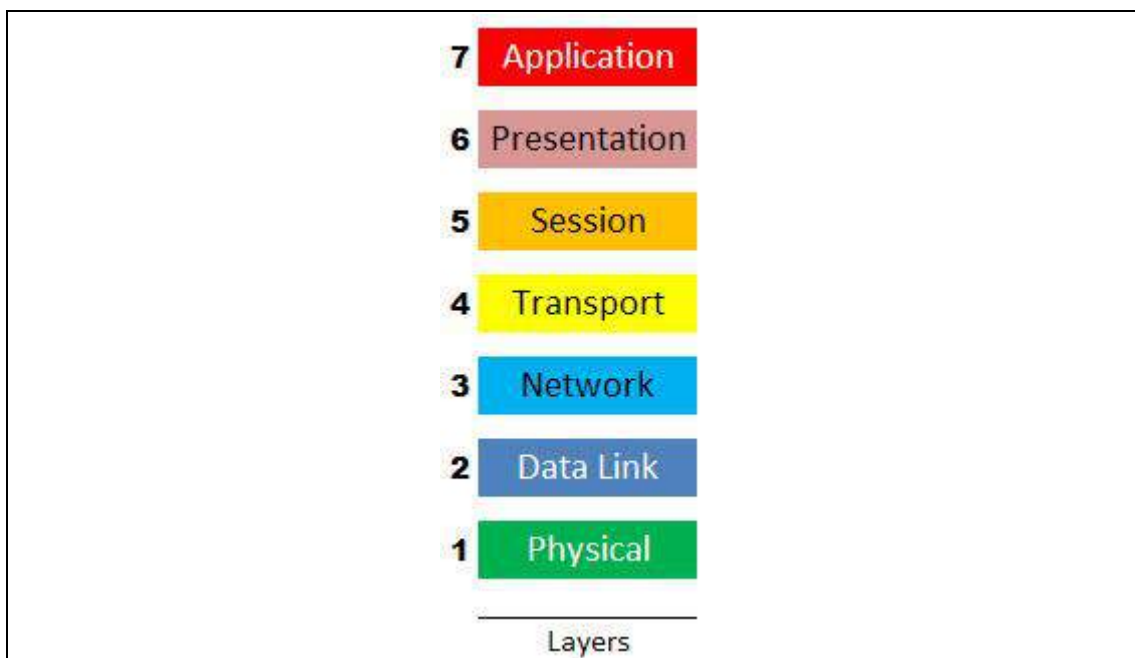 7 Application
6 Presentation
5 Session
4 Transport
3 Network
2 Data Link
1 Physical
Layers